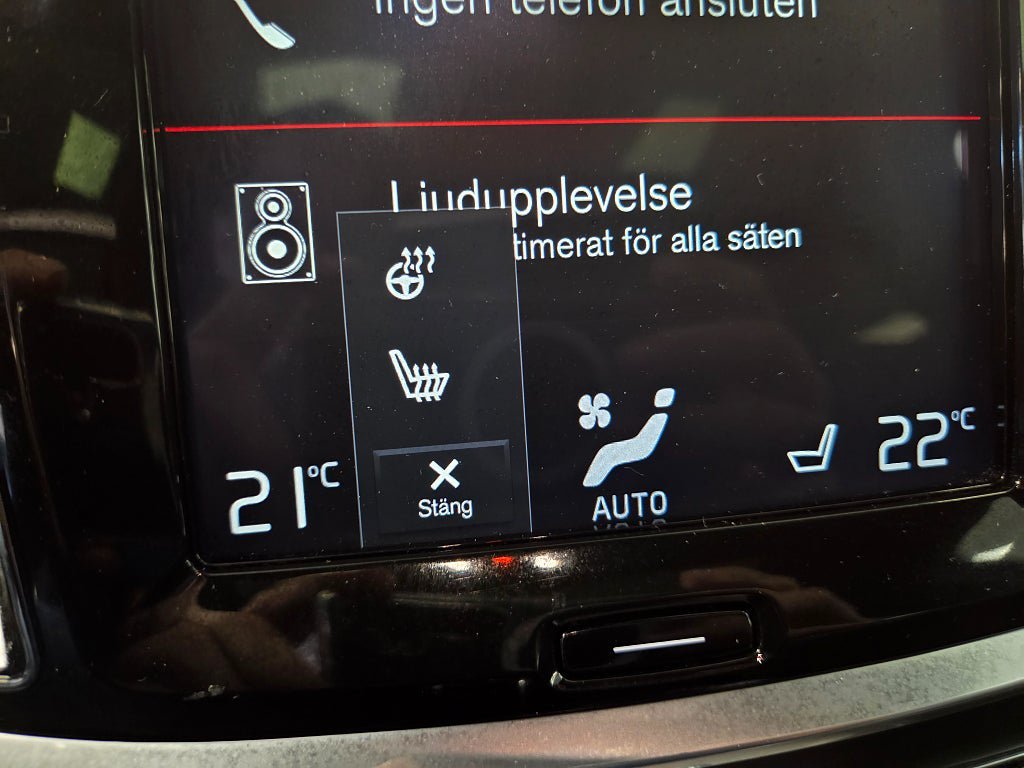 Ingen telefon ansluten
Ljudupplevelse
timerat för alla säten
21°C
Stäng
AUTO
22°C